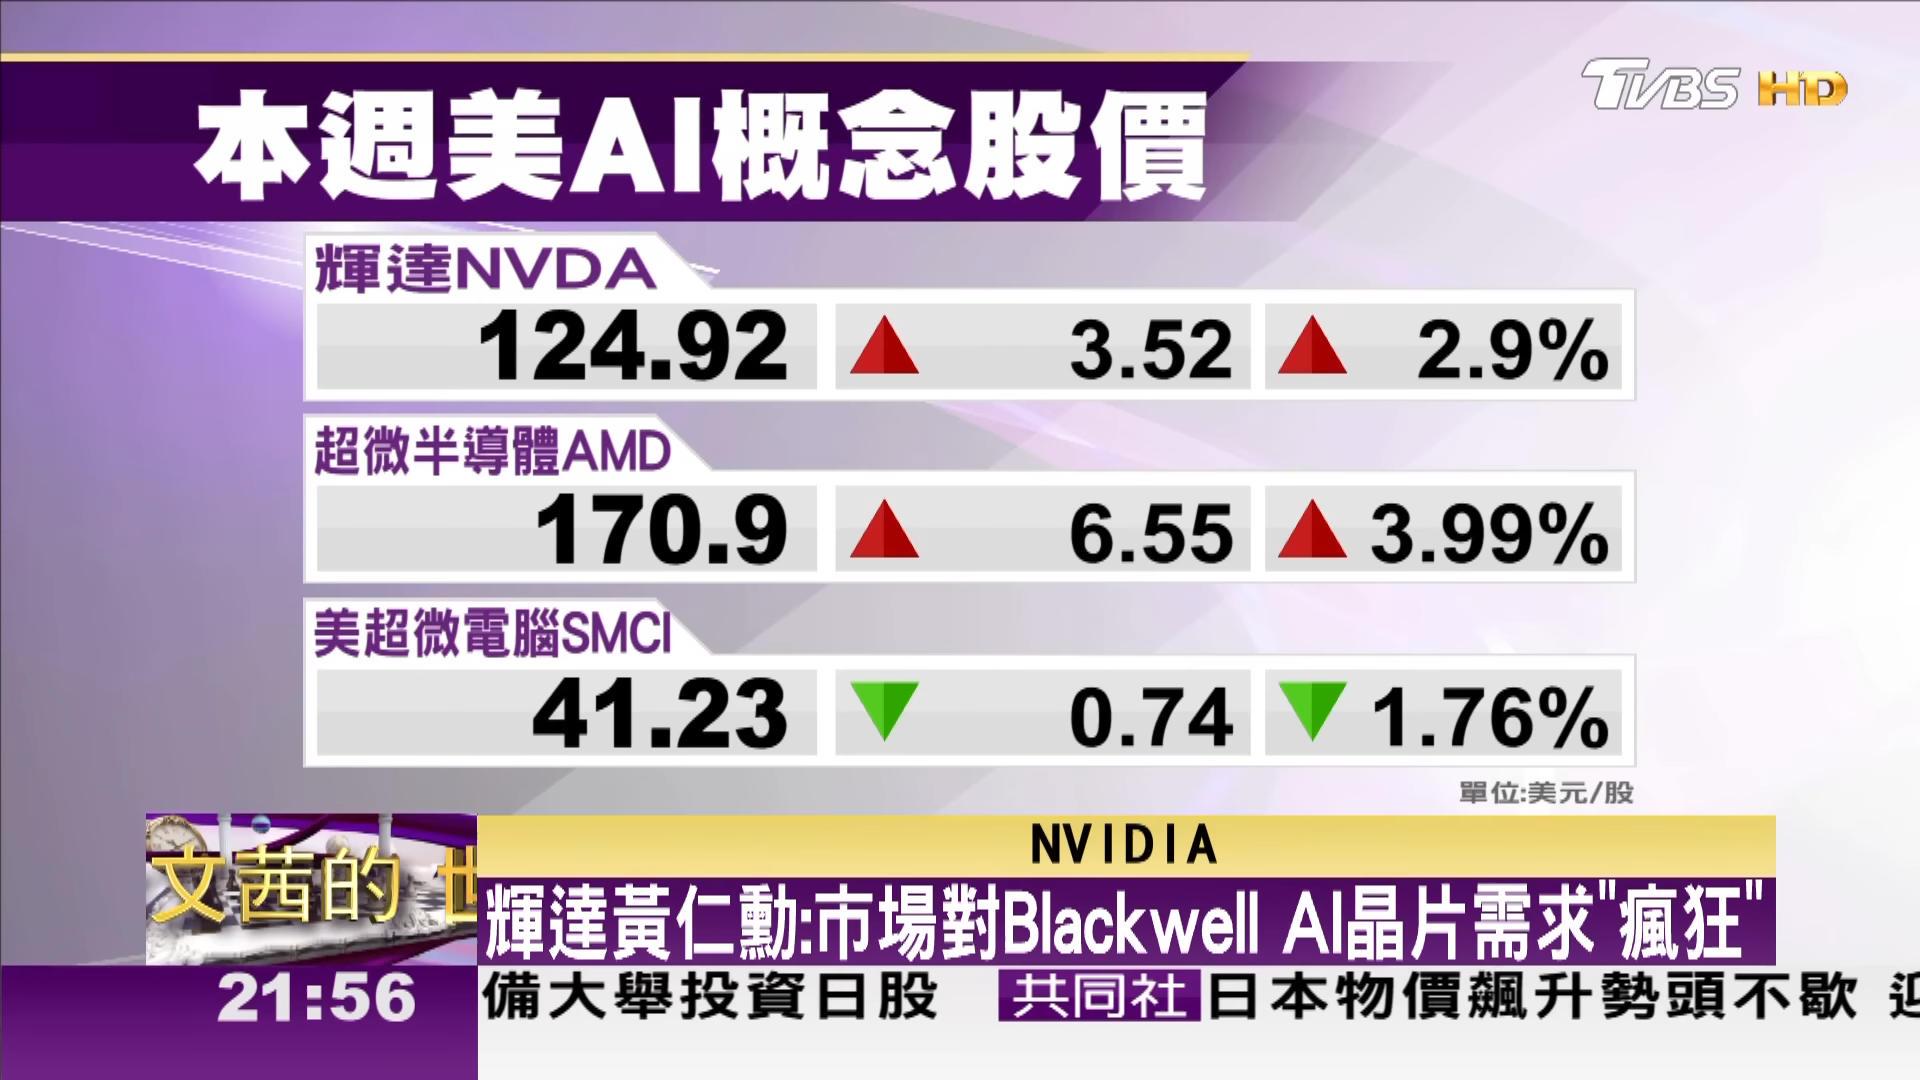 TVBS HD
本週美AI概念股價
輝達NVDA
124.92 ▲ 3.52 ▲ 2.9%
超微半導體AMD
170.9 ▲ 6.55 ▲ 3.99%
美超微電腦SMCI
41.23 ▼ 0.74 ▼ 1.76%
單位:美元/股
文茜的 世
NVIDIA
輝達黃仁勳:市場對Blackwell AI晶片需求"瘋狂"
21:56
備大舉投資日股 共同社 日本物價飆升勢頭不歇 迎